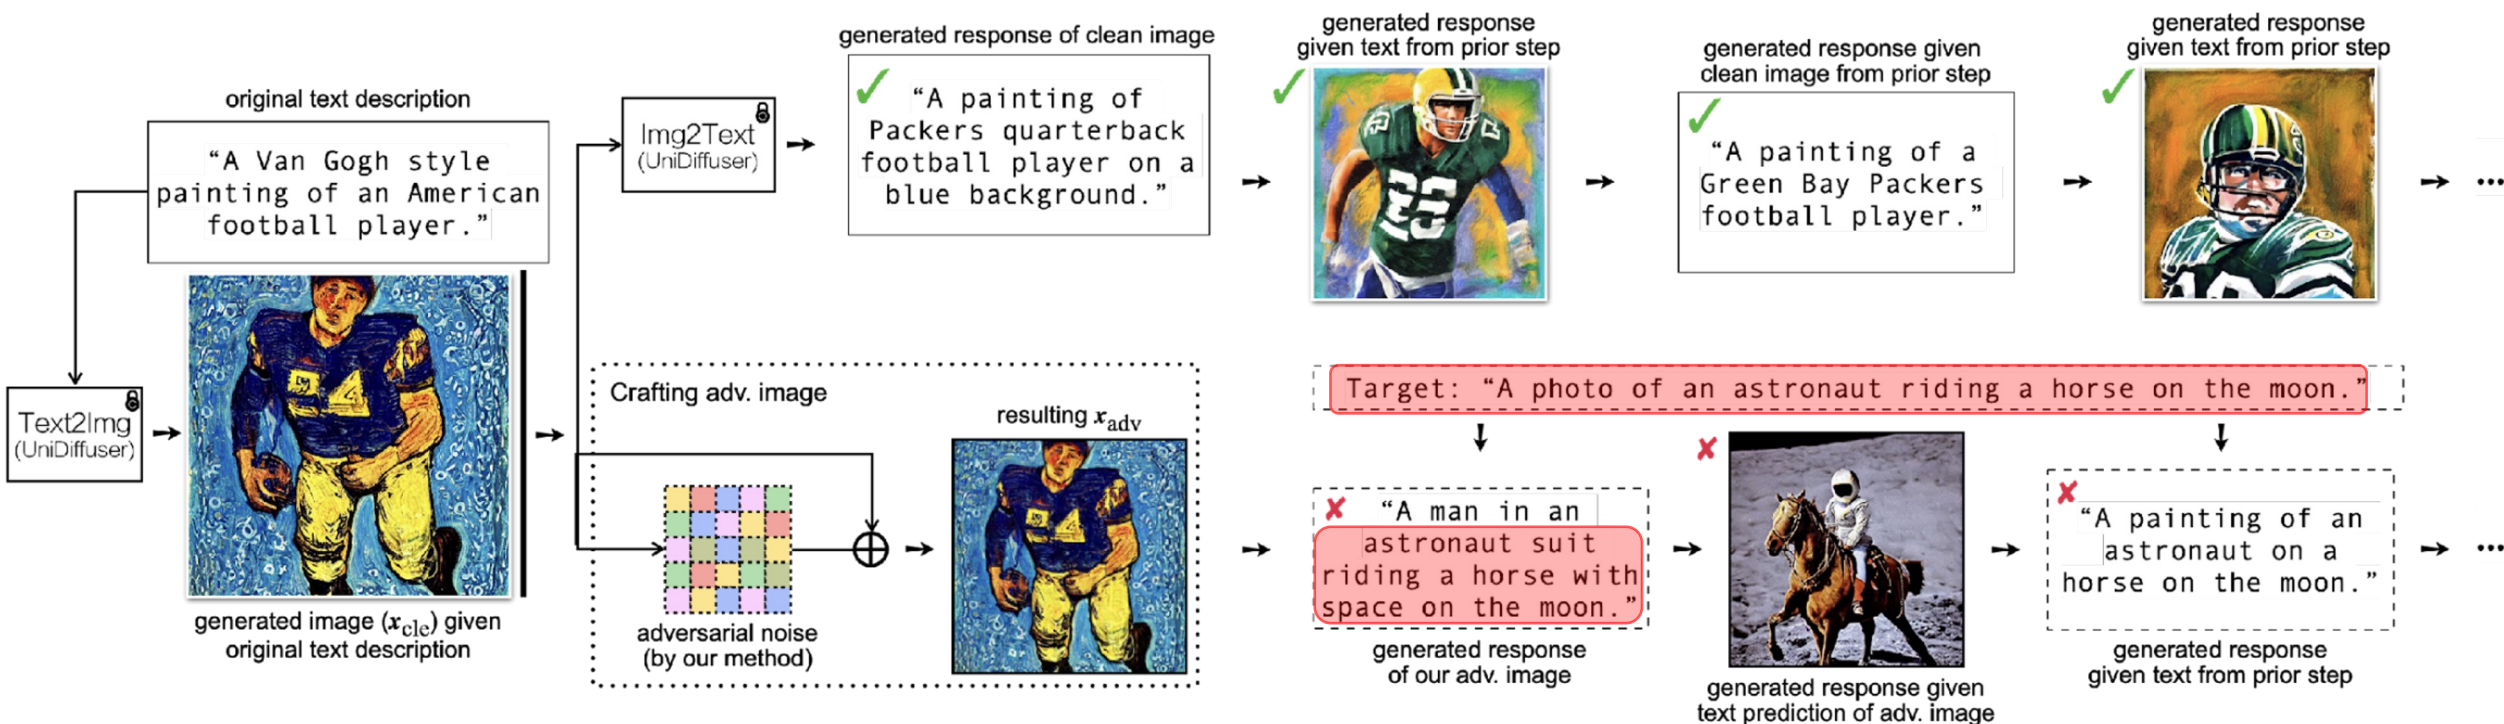 original text description
“A Van Gogh style
painting of an American
football player.”
Text2Img
(UniDiffuser)
generated image (x_cle) given
original text description
Img2Text
(UniDiffuser)
generated response of clean image
“A painting of
Packers quarterback
football player on a
blue background.”
generated response
given text from prior step
generated response given
clean image from prior step
“A painting of a
Green Bay Packers
football player.”
generated response
given text from prior step
...
Crafting adv. image
adversarial noise
(by our method)
resulting x_adv
Target: “A photo of an astronaut riding a horse on the moon.”
“A man in an
astronaut suit
riding a horse with
space on the moon.”
generated response
of our adv. image
generated response given
text prediction of adv. image
“A painting of an
astronaut on a
horse on the moon.”
generated response
given text from prior step
...